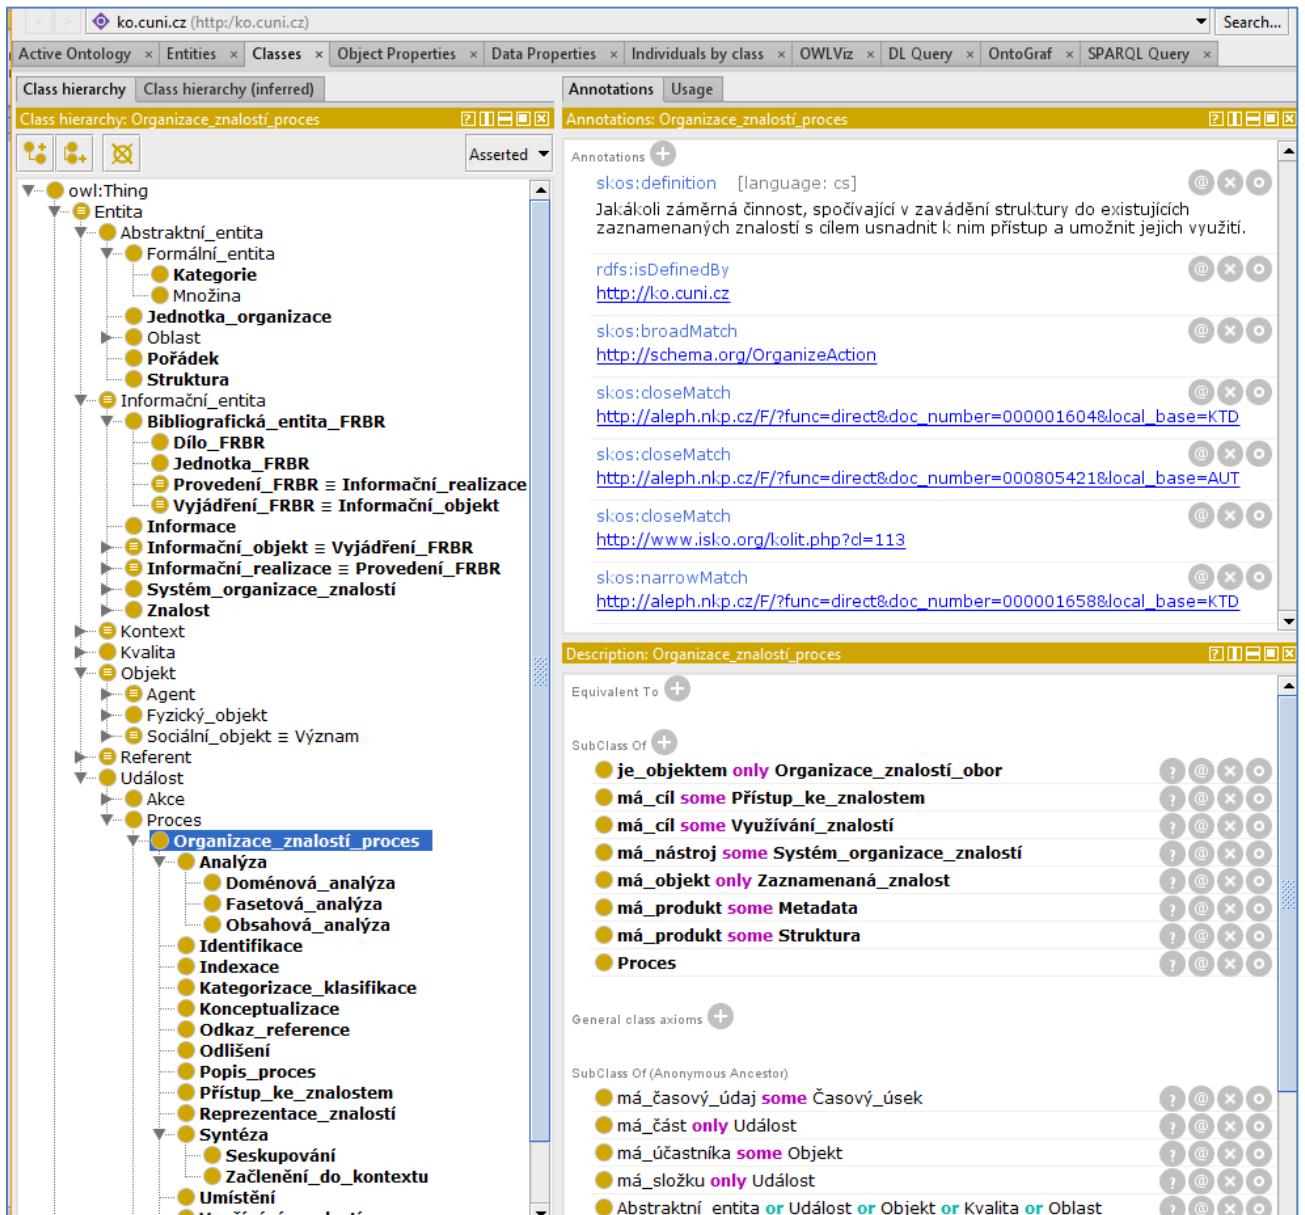 ko.cuni.cz (http:/ko.cuni.cz)
Search...
Active Ontology × Entities × Classes × Object Properties × Data Properties × Individuals by class × OWLViz × DL Query × OntoGraf × SPARQL Query ×
Class hierarchy Class hierarchy (inferred)
Class hierarchy: Organizace_znalostí_proces
Asserted
owl:Thing
Entita
Abstraktní_entita
Formální_entita
Kategorie
Množina
Jednotka_organizace
Oblast
Pořádek
Struktura
Informační_entita
Bibliografická_entita_FRBR
Dílo_FRBR
Jednotka_FRBR
Provedení_FRBR ≡ Informační_realizace
Vyjádření_FRBR ≡ Informační_objekt
Informace
Informační_objekt ≡ Vyjádření_FRBR
Informační_realizace ≡ Provedení_FRBR
Systém_organizace_znalostí
Znalost
Kontext
Kvalita
Objekt
Agent
Fyzický_objekt
Sociální_objekt ≡ Význam
Referent
Událost
Akce
Proces
Organizace_znalostí_proces
Analýza
Doménová_analýza
Fasetová_analýza
Obsahová_analýza
Identifikace
Indexace
Kategorizace_klasifikace
Konceptualizace
Odkaz_reference
Odlišení
Popis_proces
Přístup_ke_znalostem
Reprezentace_znalostí
Syntéza
Seskupování
Začlenění_do_kontextu
Umístění
Annotations Usage
Annotations: Organizace_znalostí_proces
Annotations
skos:definition [language: cs]
Jakákoli záměrná činnost, spočívající v zavádění struktury do existujících
zaznamenaných znalostí s cílem usnadnit k nim přístup a umožnit jejich využití.
rdfs:isDefinedBy
http://ko.cuni.cz
skos:broadMatch
http://schema.org/OrganizeAction
skos:closeMatch
http://aleph.nkp.cz/F/?func=direct&doc_number=000001604&local_base=KTD
skos:closeMatch
http://aleph.nkp.cz/F/?func=direct&doc_number=000805421&local_base=AUT
skos:closeMatch
http://www.isko.org/kolit.php?cl=113
skos:narrowMatch
http://aleph.nkp.cz/F/?func=direct&doc_number=000001658&local_base=KTD
Description: Organizace_znalostí_proces
Equivalent To
SubClass Of
je_objektem only Organizace_znalostí_obor
má_cíl some Přístup_ke_znalostem
má_cíl some Využívání_znalostí
má_nástroj some Systém_organizace_znalostí
má_objekt only Zaznamenaná_znalost
má_produkt some Metadata
má_produkt some Struktura
Proces
General class axioms
SubClass Of (Anonymous Ancestor)
má_časový_údaj some Časový_úsek
má_část only Událost
má_účastníka some Objekt
má_složku only Událost
Abstraktní_entita or Událost or Objekt or Kvalita or Oblast